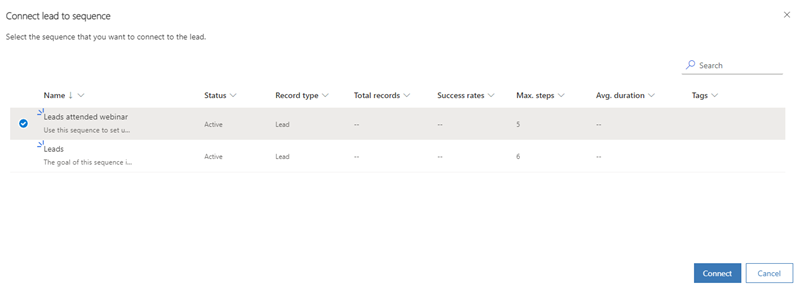 Connect lead to sequence
Select the sequence that you want to connect to the lead.
Search
Name Status Record type Total records Success rates Max. steps Avg. duration Tags
Leads attended webinar
Use this sequence to set u... Active Lead -- -- 5 --
Leads
The goal of this sequence i... Active Lead -- -- 6 --
Connect Cancel